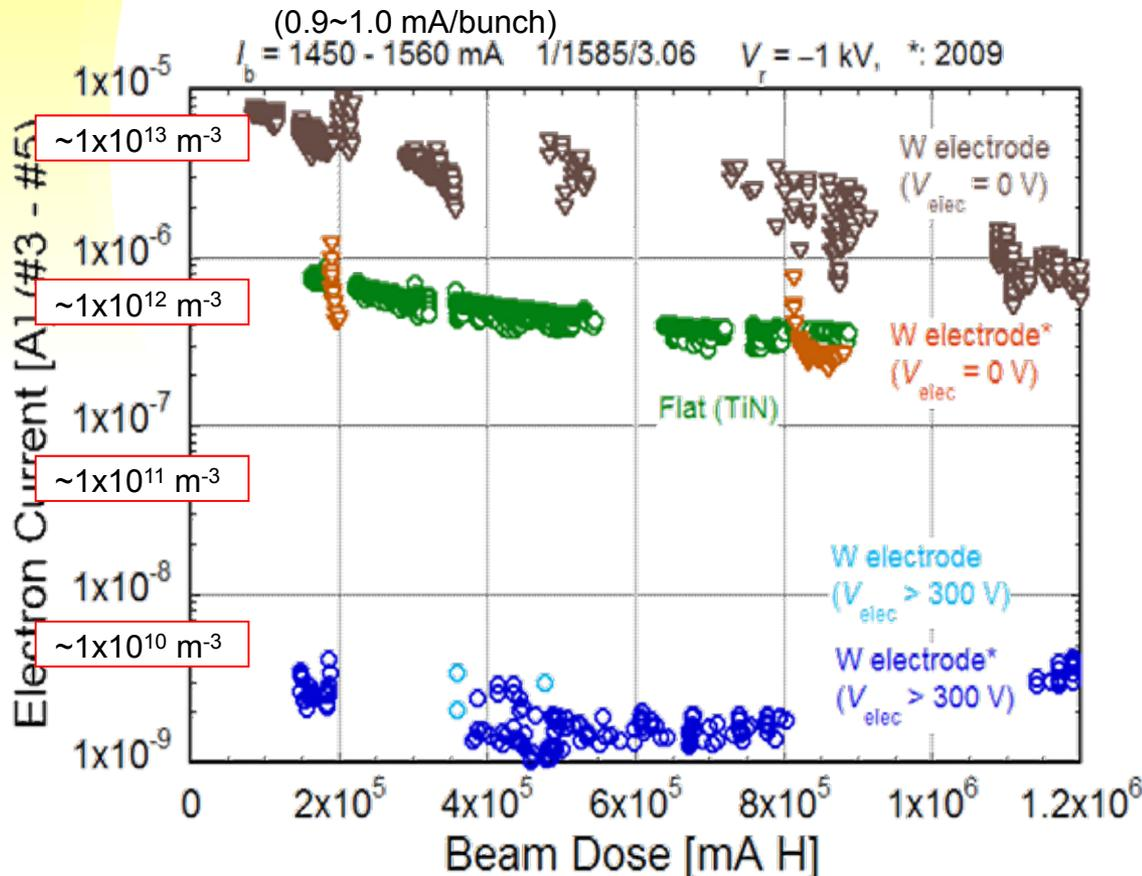 (0.9~1.0 mA/bunch)
I_b = 1450 - 1560 mA 1/1585/3.06 V_r = –1 kV, *: 2009
Electron Current [A] (#3 - #5)
1x10^-5
~1x10^13 m^-3
1x10^-6
~1x10^12 m^-3
1x10^-7
~1x10^11 m^-3
1x10^-8
~1x10^10 m^-3
1x10^-9
W electrode
(V_elec = 0 V)
W electrode*
(V_elec = 0 V)
Flat (TiN)
W electrode
(V_elec > 300 V)
W electrode*
(V_elec > 300 V)
0 2x10^5 4x10^5 6x10^5 8x10^5 1x10^6 1.2x10^6
Beam Dose [mA H]